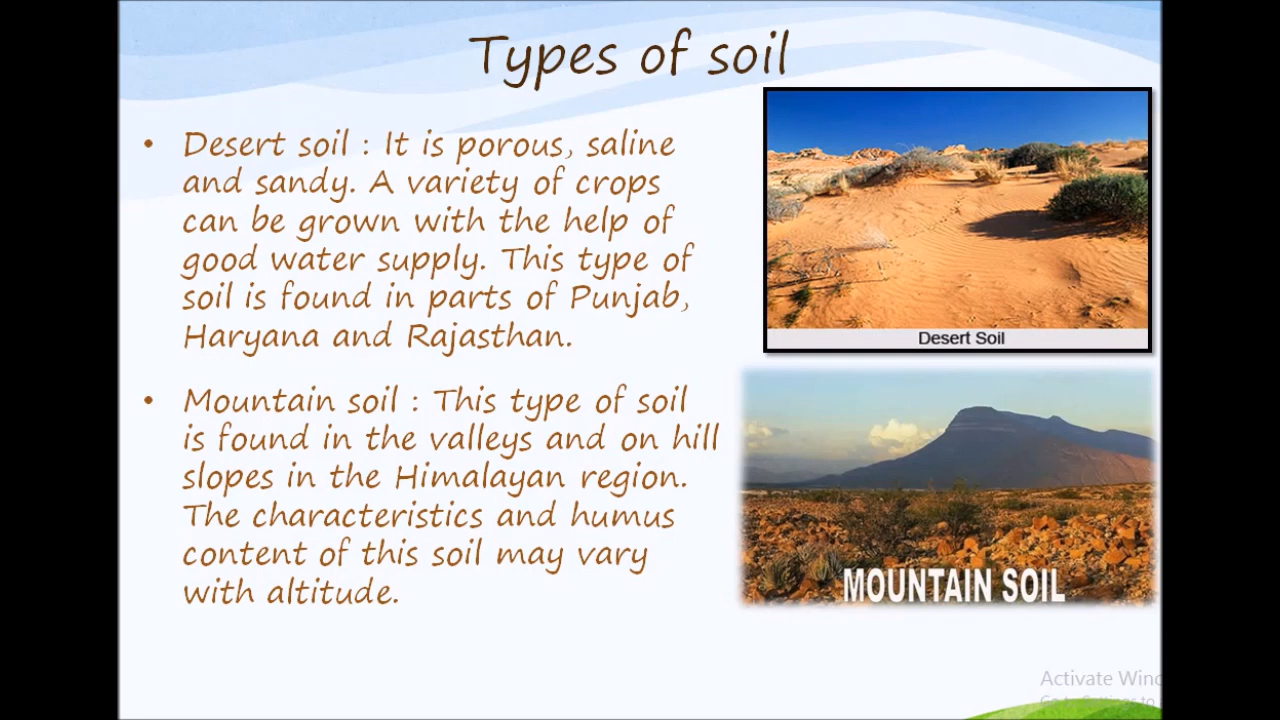 Types of soil
• Desert soil : It is porous, saline
and sandy. A variety of crops
can be grown with the help of
good water supply. This type of
soil is found in parts of Punjab,
Haryana and Rajasthan.
Desert Soil
• Mountain soil : This type of soil
is found in the valleys and on hill
slopes in the Himalayan region.
The characteristics and humus
content of this soil may vary
with altitude.
MOUNTAIN SOIL
Activate Wind